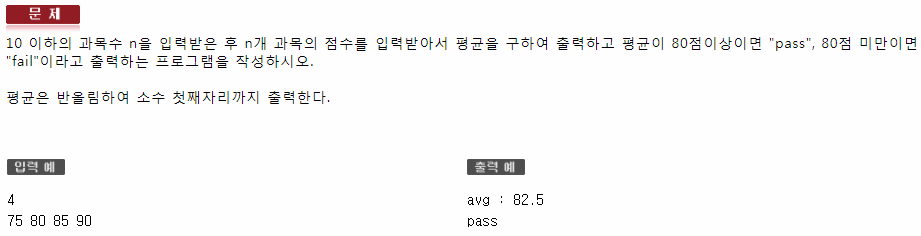 문 제
10 이하의 과목수 n을 입력받은 후 n개 과목의 점수를 입력받아서 평균을 구하여 출력하고 평균이 80점이상이면 "pass", 80점 미만이면
"fail"이라고 출력하는 프로그램을 작성하시오.
평균은 반올림하여 소수 첫째자리까지 출력한다.
입력 예
출력 예
4
avg : 82.5
75 80 85 90
pass